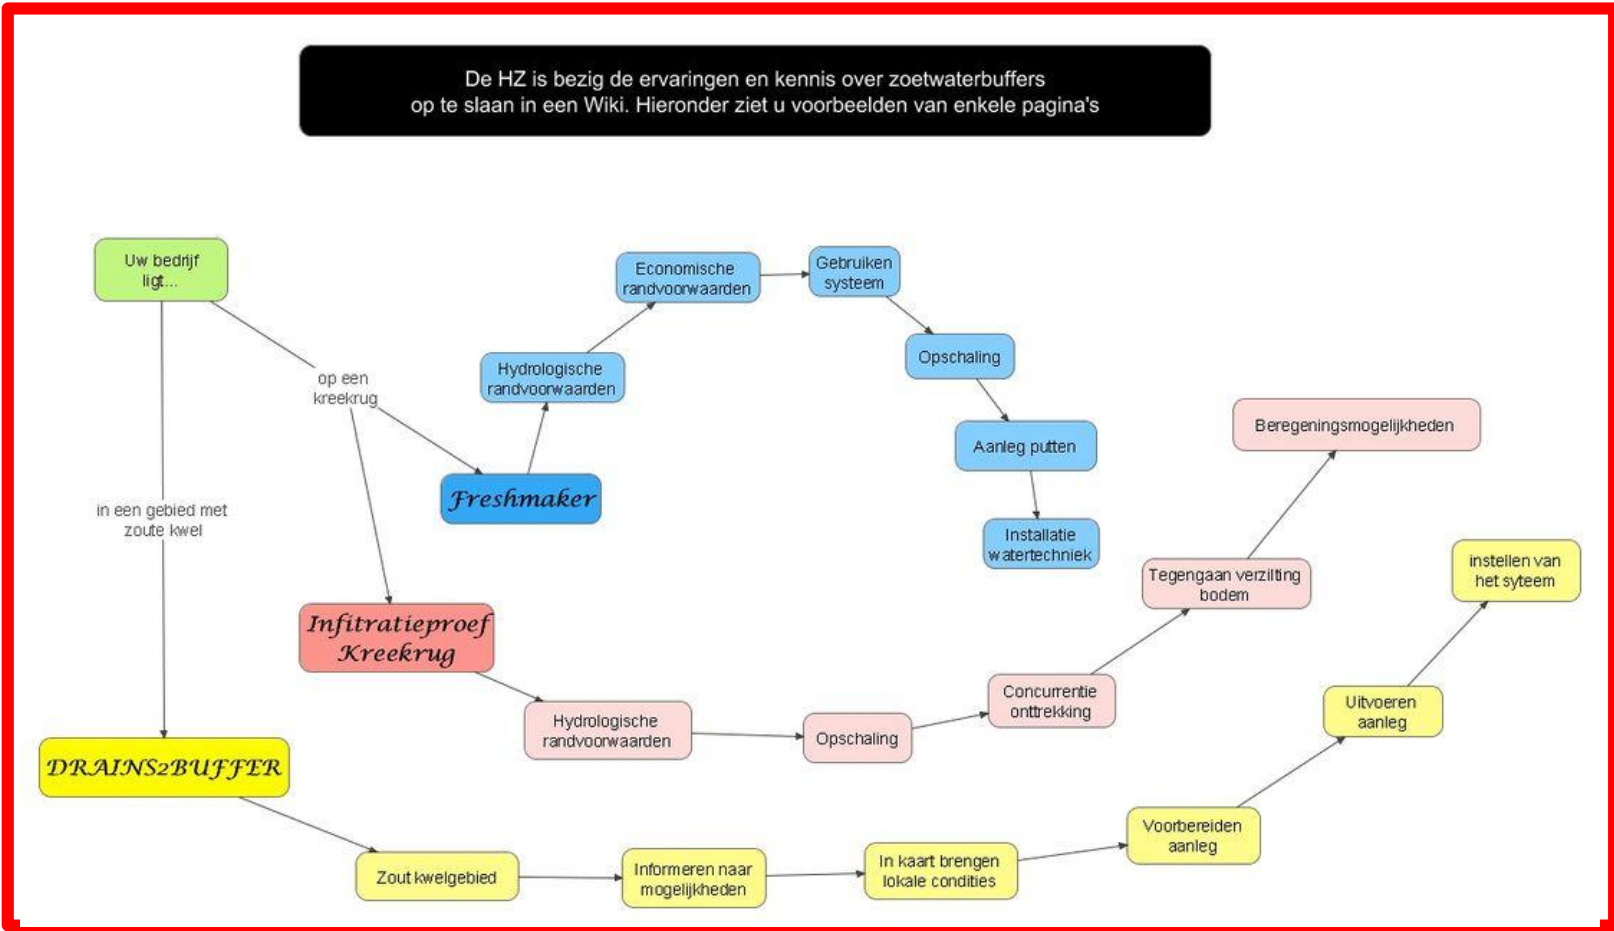 De HZ is bezig de ervaringen en kennis over zoetwaterbuffers
op te slaan in een Wiki. Hieronder ziet u voorbeelden van enkele pagina's
Uw bedrijf
ligt...
op een
kreekrug
in een gebied met
zoute kwel
Freshmaker
Hydrologische
randvoorwaarden
Economische
randvoorwaarden
Gebruiken
systeem
Opschaling
Aanleg putten
Installatie
watertechniek
Infitratieproef
Kreekrug
Hydrologische
randvoorwaarden
Opschaling
Concurrentie
onttrekking
Tegengaan verzilting
bodem
Beregeningsmogelijkheden
DRAINS2BUFFER
Zout kwelgebied
Informeren naar
mogelijkheden
In kaart brengen
lokale condities
Voorbereiden
aanleg
Uitvoeren
aanleg
instellen van
het syteem